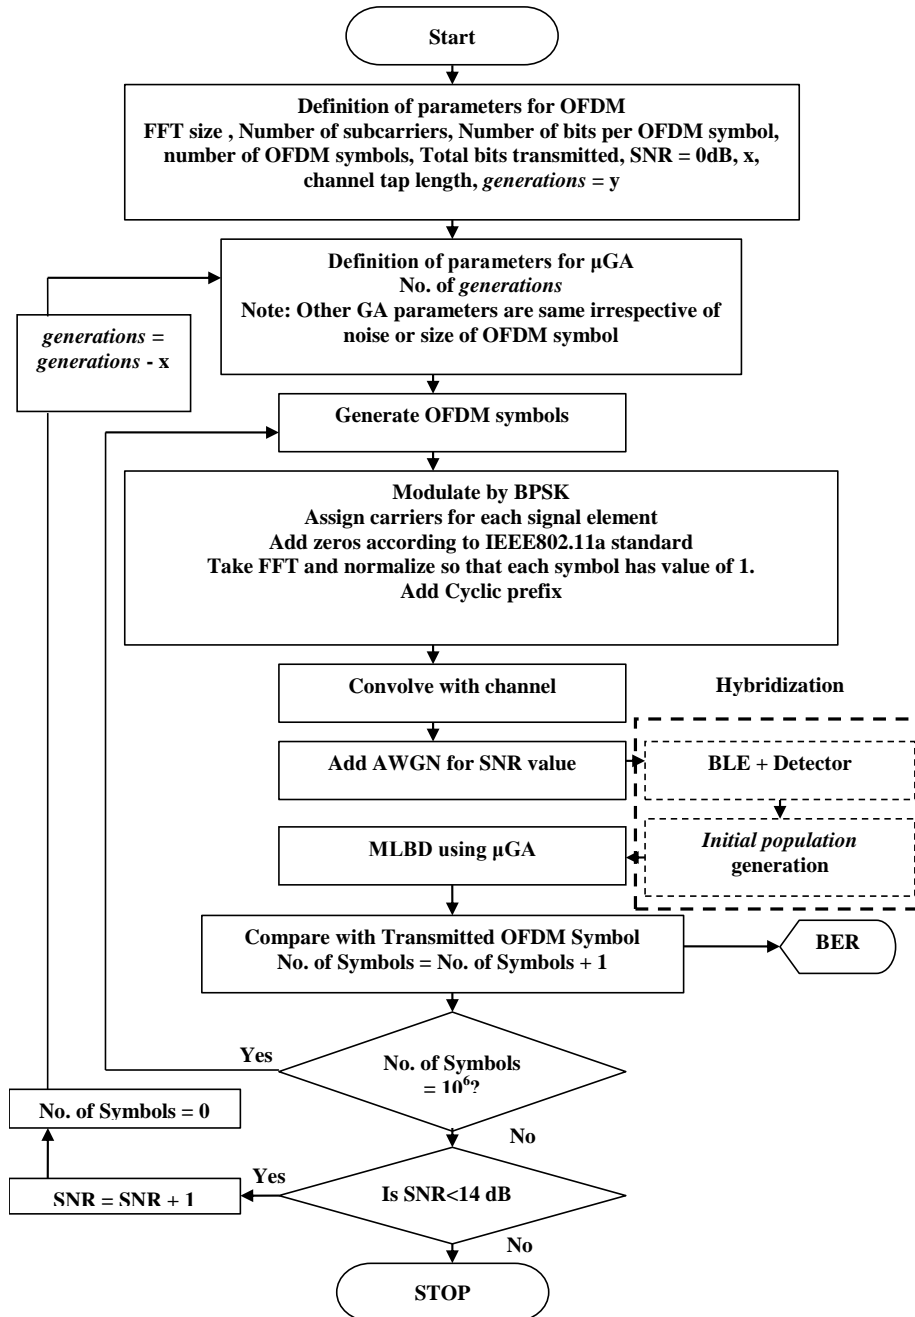 Start
Definition of parameters for OFDM
FFT size , Number of subcarriers, Number of bits per OFDM symbol,
number of OFDM symbols, Total bits transmitted, SNR = 0dB, x,
channel tap length, generations = y
Definition of parameters for µGA
No. of generations
Note: Other GA parameters are same irrespective of
noise or size of OFDM symbol
generations =
generations - x
Generate OFDM symbols
Modulate by BPSK
Assign carriers for each signal element
Add zeros according to IEEE802.11a standard
Take FFT and normalize so that each symbol has value of 1.
Add Cyclic prefix
Convolve with channel
Hybridization
Add AWGN for SNR value
BLE + Detector
MLBD using µGA
Initial population
generation
Compare with Transmitted OFDM Symbol
No. of Symbols = No. of Symbols + 1
BER
Yes
No. of Symbols
= 10⁶?
No. of Symbols = 0
No
Yes
Is SNR<14 dB
SNR = SNR + 1
No
STOP